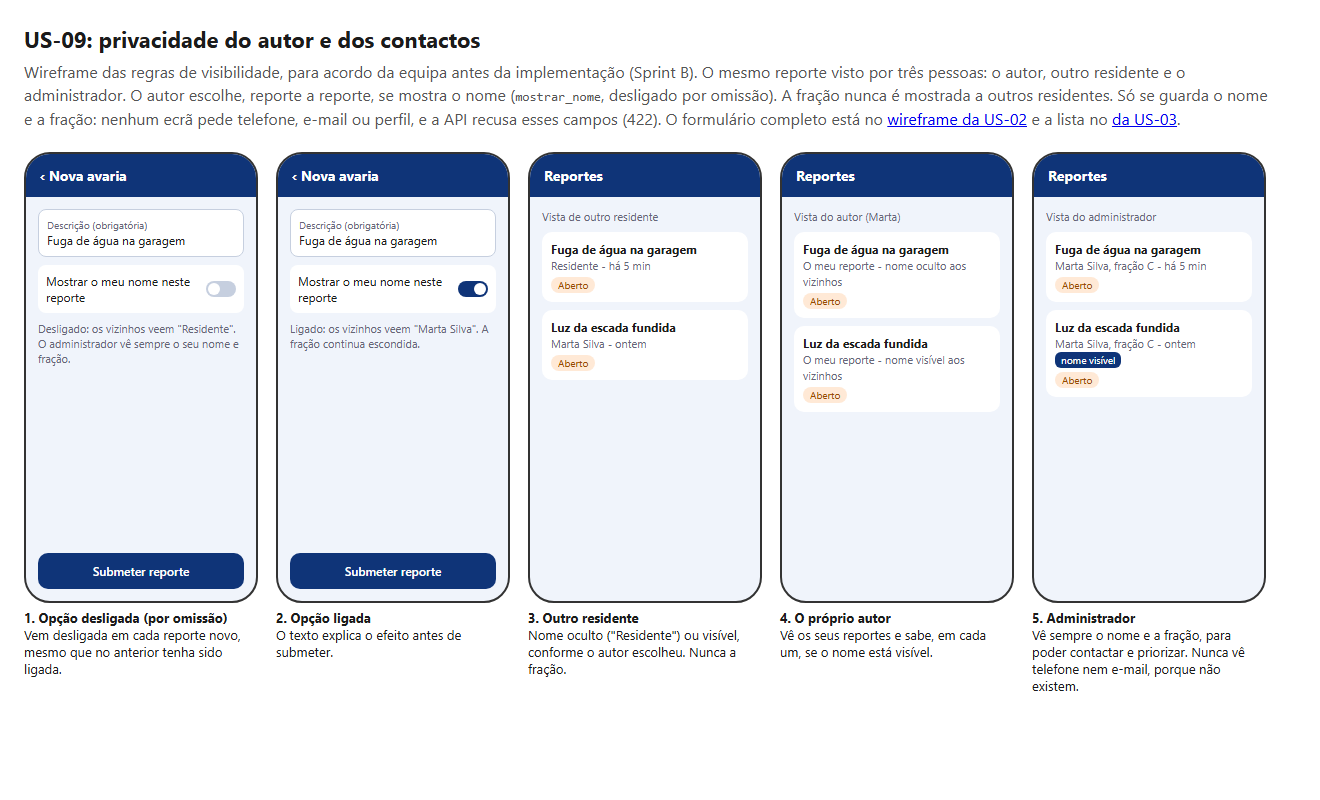 US-09: privacidade do autor e dos contactos
Wireframe das regras de visibilidade, para acordo da equipa antes da implementação (Sprint B). O mesmo reporte visto por três pessoas: o autor, outro residente e o
administrador. O autor escolhe, reporte a reporte, se mostra o nome (mostrar_nome, desligado por omissão). A fração nunca é mostrada a outros residentes. Só se guarda o nome
e a fração: nenhum ecrã pede telefone, e-mail ou perfil, e a API recusa esses campos (422). O formulário completo está no wireframe da US-02 e a lista no da US-03.
‹ Nova avaria
Descrição (obrigatória)
Fuga de água na garagem
Mostrar o meu nome neste
reporte
Desligado: os vizinhos veem "Residente".
O administrador vê sempre o seu nome e
fração.
Submeter reporte
1. Opção desligada (por omissão)
Vem desligada em cada reporte novo,
mesmo que no anterior tenha sido
ligada.
‹ Nova avaria
Descrição (obrigatória)
Fuga de água na garagem
Mostrar o meu nome neste
reporte
Ligado: os vizinhos veem "Marta Silva". A
fração continua escondida.
Submeter reporte
2. Opção ligada
O texto explica o efeito antes de
submeter.
Reportes
Vista de outro residente
Fuga de água na garagem
Residente - há 5 min
Aberto
Luz da escada fundida
Marta Silva - ontem
Aberto
3. Outro residente
Nome oculto ("Residente") ou visível,
conforme o autor escolheu. Nunca a
fração.
Reportes
Vista do autor (Marta)
Fuga de água na garagem
O meu reporte - nome oculto aos
vizinhos
Aberto
Luz da escada fundida
O meu reporte - nome visível aos
vizinhos
Aberto
4. O próprio autor
Vê os seus reportes e sabe, em cada
um, se o nome está visível.
Reportes
Vista do administrador
Fuga de água na garagem
Marta Silva, fração C - há 5 min
Aberto
Luz da escada fundida
Marta Silva, fração C - ontem
nome visível
Aberto
5. Administrador
Vê sempre o nome e a fração, para
poder contactar e priorizar. Nunca vê
telefone nem e-mail, porque não
existem.